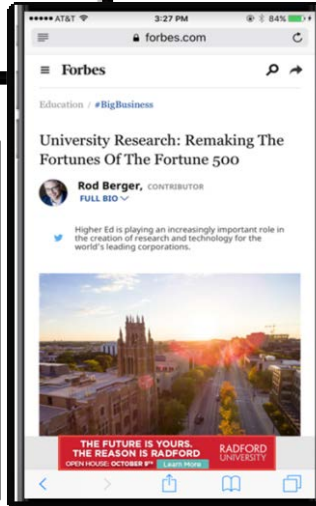 AT&T 3:27 PM 84%
forbes.com
Forbes
Education / #BigBusiness
University Research: Remaking The
Fortunes Of The Fortune 500
Rod Berger, CONTRIBUTOR
FULL BIO
Higher Ed is playing an increasingly important role in
the creation of research and technology for the
world's leading corporations.
THE FUTURE IS YOURS.
THE REASON IS RADFORD
OPEN HOUSE: OCTOBER 8TH Learn More
RADFORD
UNIVERSITY